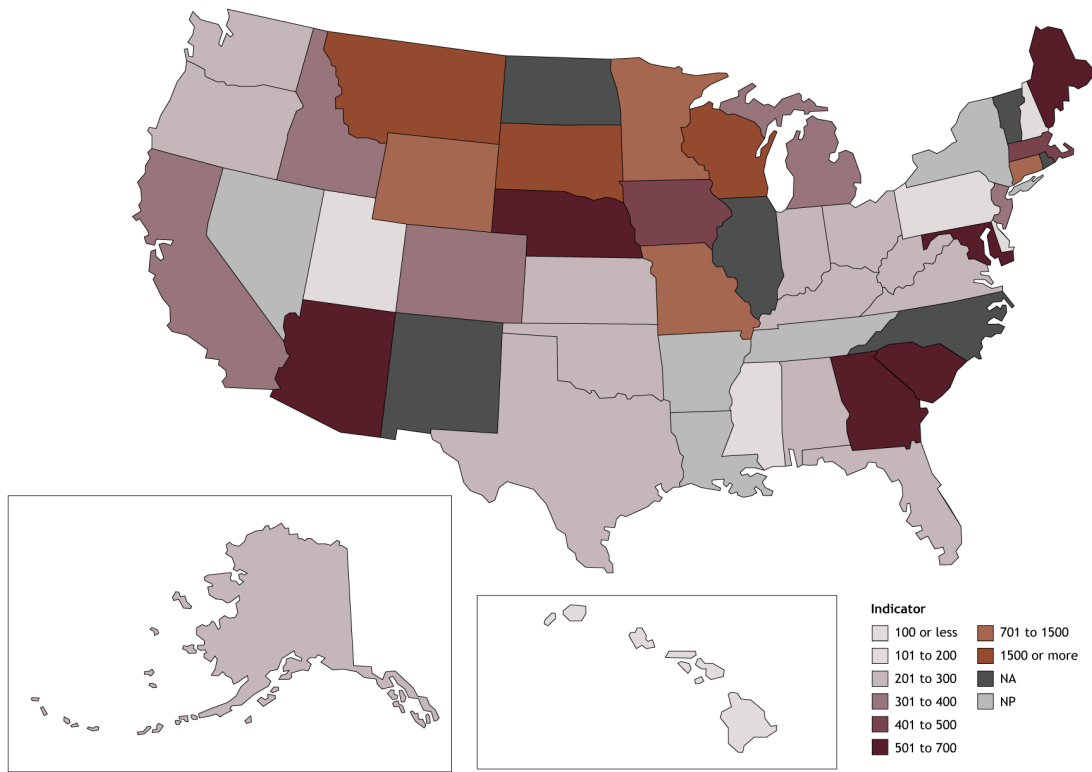 Indicator
100 or less
101 to 200
201 to 300
301 to 400
401 to 500
501 to 700
701 to 1500
1500 or more
NA
NP